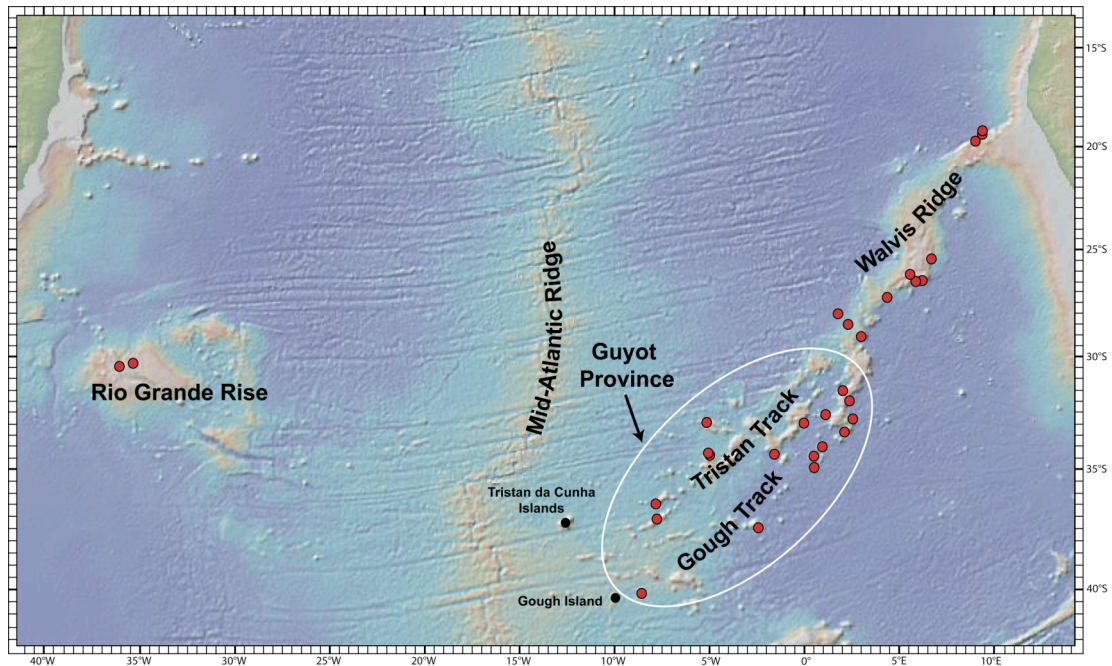 15°S
20°S
Walvis Ridge
25°S
Mid-Atlantic Ridge
30°S
Guyot
Province
Rio Grande Rise
Tristan Track
35°S
Tristan da Cunha
Islands
Gough Track
Gough Island
40°S
40°W
35°W
30°W
25°W
20°W
15°W
10°W
5°W
0°W
5°E
10°E